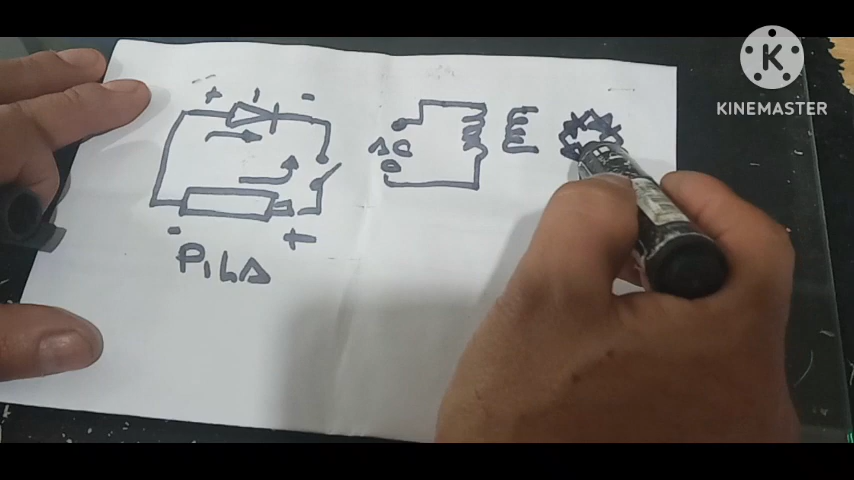 + -
AC
- +
PILA
K
KINEMASTER